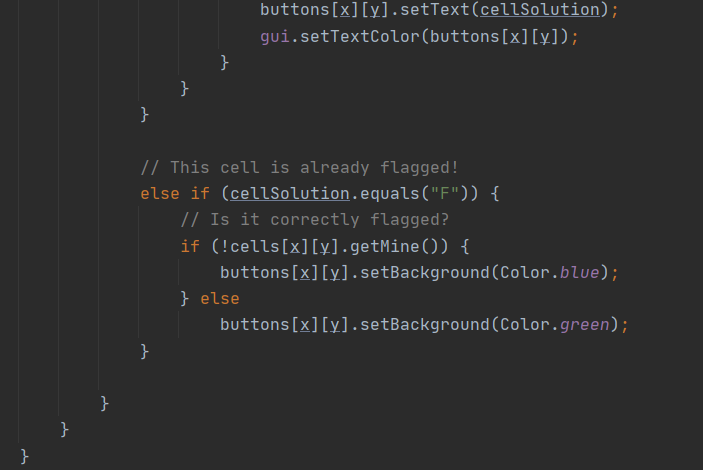 buttons[x][y].setText(cellSolution);
gui.setTextColor(buttons[x][y]);
}
}
}
// This cell is already flagged!
else if (cellSolution.equals("F")) {
// Is it correctly flagged?
if (!cells[x][y].getMine()) {
buttons[x][y].setBackground(Color.blue);
} else
buttons[x][y].setBackground(Color.green);
}
}
}
}